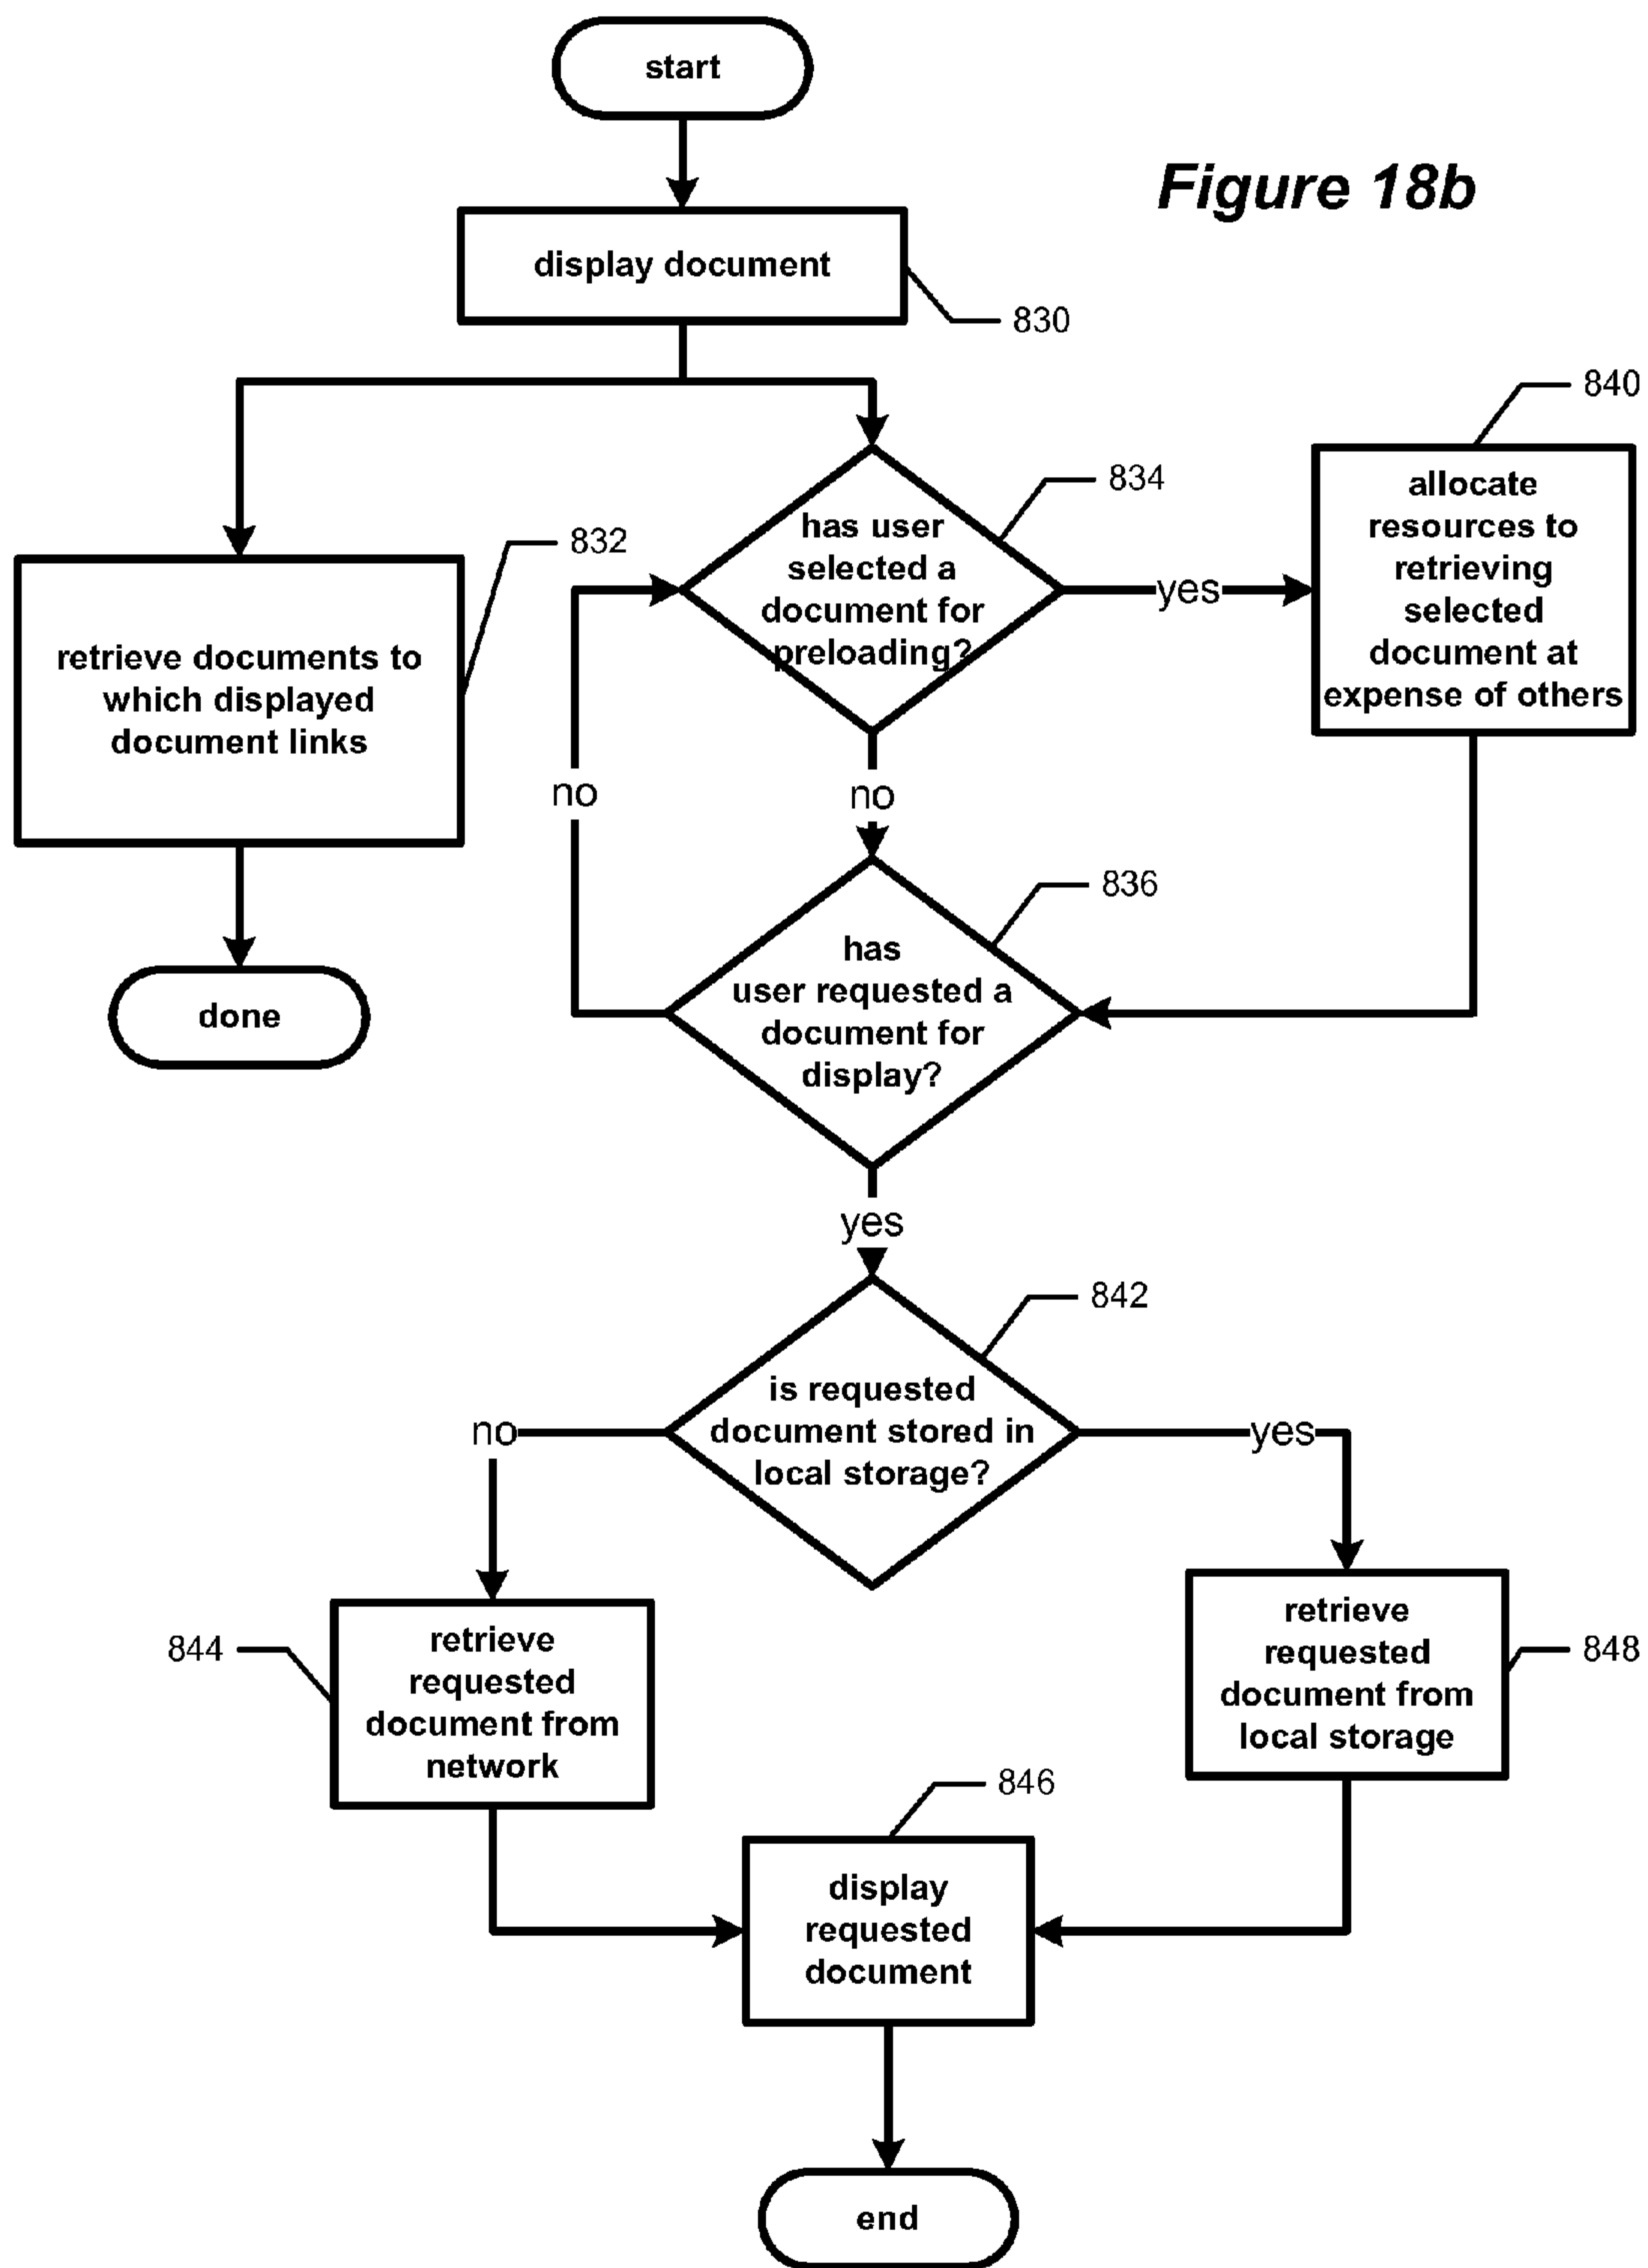 start
Figure 18b
display document
830
840
834
allocate
resources to
retrieving
selected
document at
expense of others
has user
selected a
document for
preloading?
yes
832
retrieve documents to
which displayed
document links
no
no
836
has
user requested a
document for
display?
done
yes
842
is requested
document stored in
local storage?
no
yes
844
retrieve
requested
document from
network
retrieve
requested
document from
local storage
848
846
display
requested
document
end